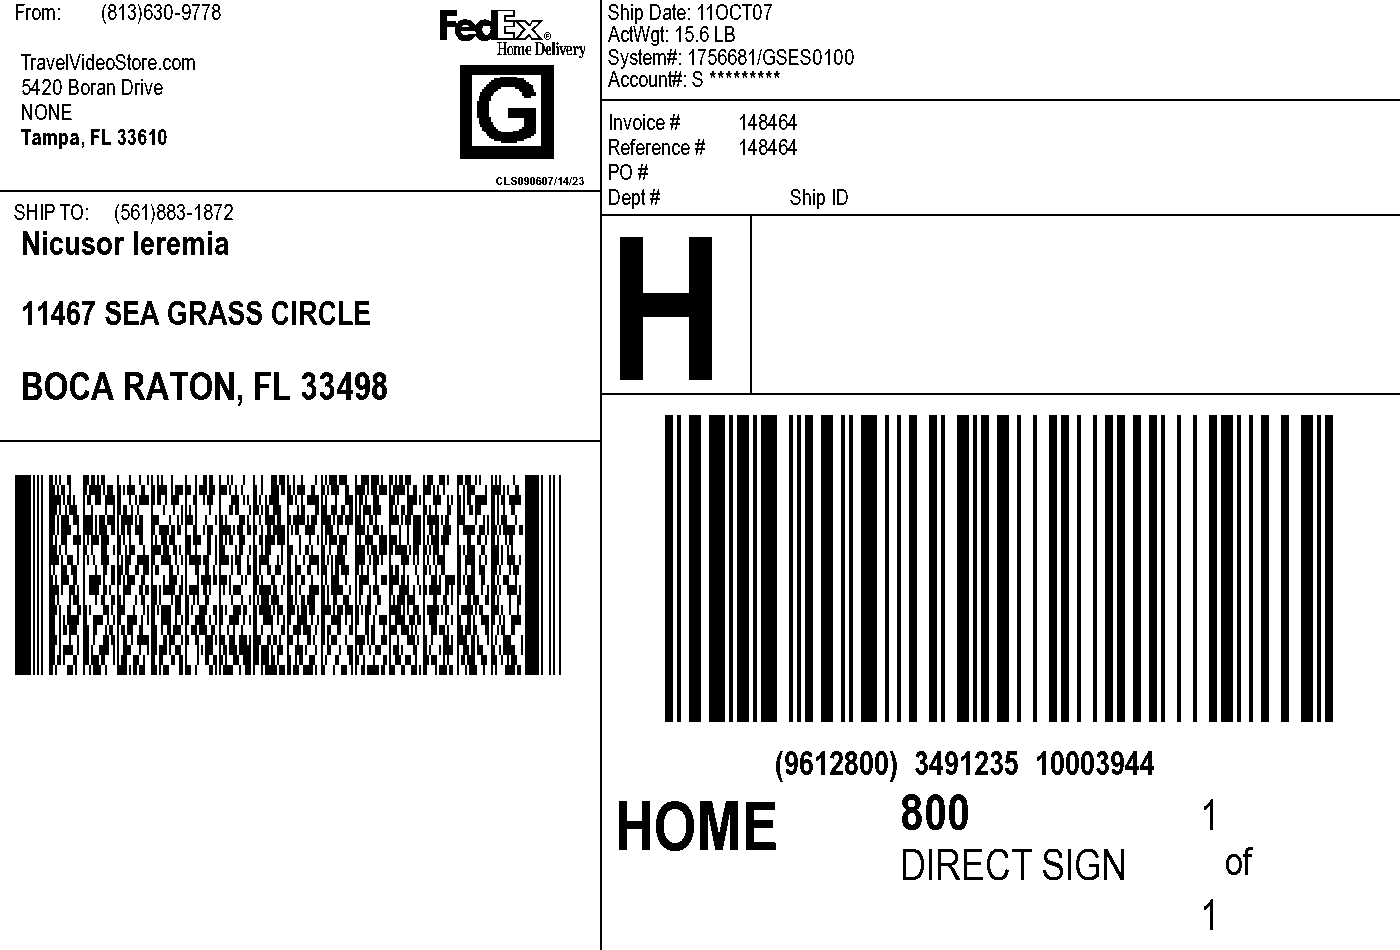 From: (813)630-9778
TravelVideoStore.com
5420 Boran Drive
NONE
Tampa, FL 33610
FedEx®
Home Delivery
G
CLS090607/14/23
SHIP TO: (561)883-1872
Nicusor Ieremia
11467 SEA GRASS CIRCLE
BOCA RATON, FL 33498
Ship Date: 11OCT07
ActWgt: 15.6 LB
System#: 1756681/GSES0100
Account#: S *********
Invoice # 148464
Reference # 148464
PO #
Dept # Ship ID
H
(9612800) 3491235 10003944
HOME
800
DIRECT SIGN
1
of
1